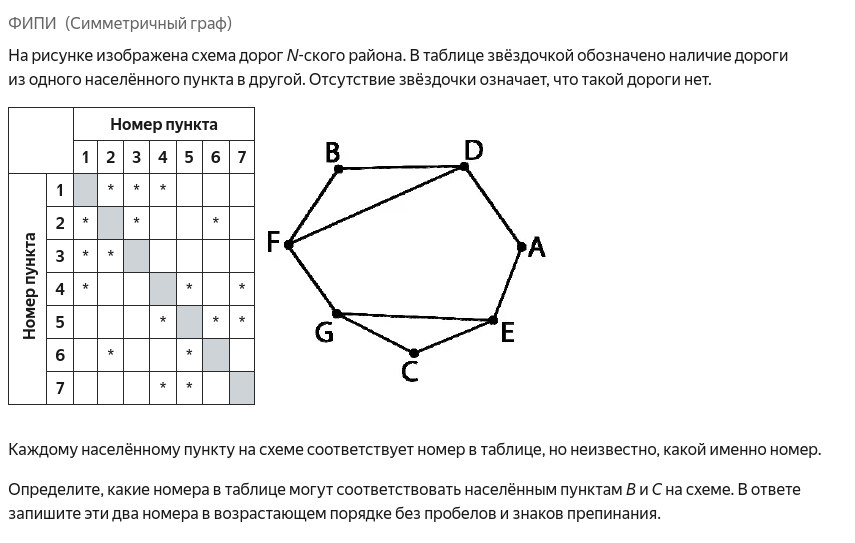 ФИПИ (Симметричный граф)
На рисунке изображена схема дорог N-ского района. В таблице звёздочкой обозначено наличие дороги
из одного населённого пункта в другой. Отсутствие звёздочки означает, что такой дороги нет.
Номер пункта
1 2 3 4 5 6 7
Номер пункта
1 * * *
2 * * *
3 * *
4 * * *
5 * * *
6 * *
7 * *
B D
F A
G E
C
Каждому населённому пункту на схеме соответствует номер в таблице, но неизвестно, какой именно номер.
Определите, какие номера в таблице могут соответствовать населённым пунктам B и C на схеме. В ответе
запишите эти два номера в возрастающем порядке без пробелов и знаков препинания.